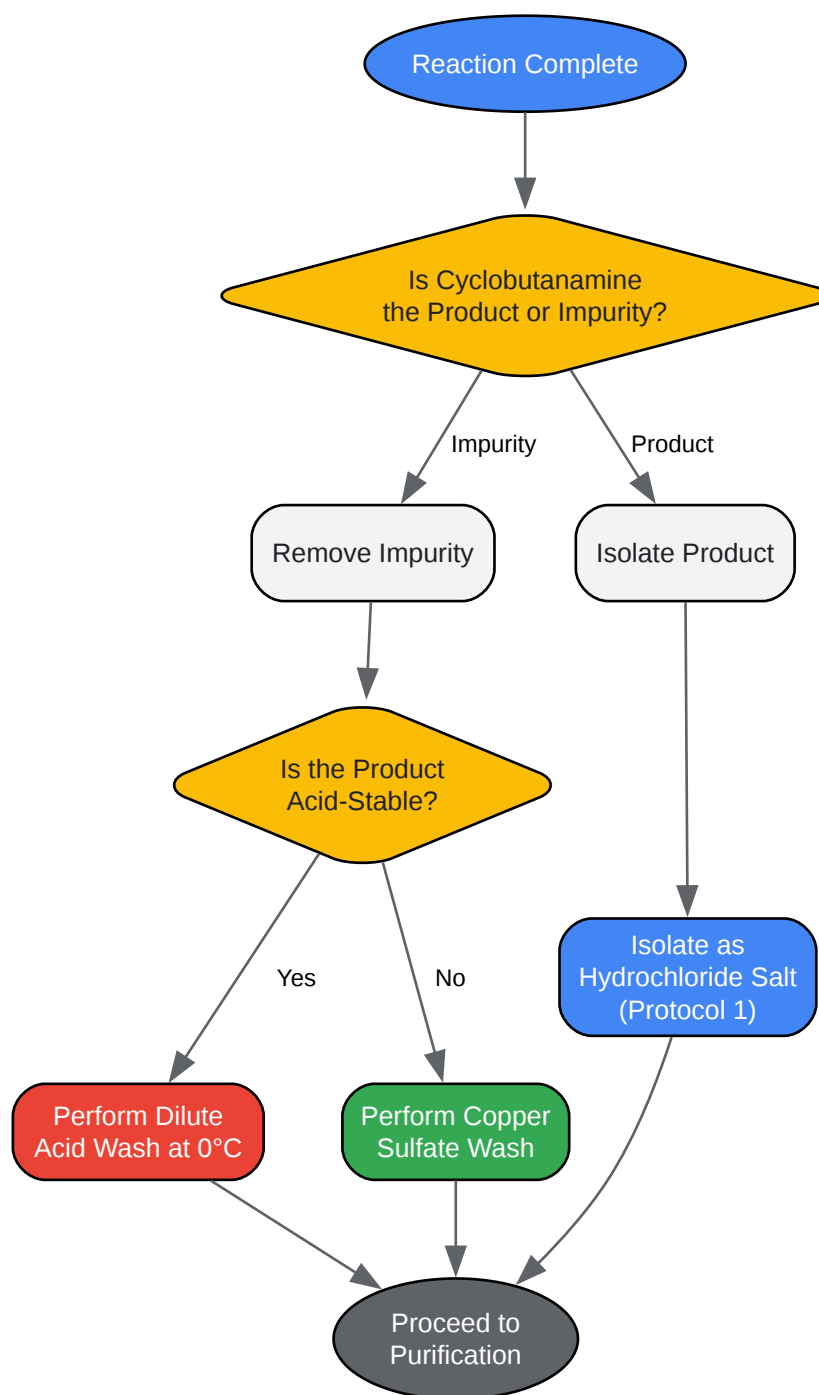 Reaction Complete
Is Cyclobutanamine
the Product or Impurity?
Impurity
Product
Remove Impurity
Isolate Product
Is the Product
Acid-Stable?
Yes
No
Isolate as
Hydrochloride Salt
(Protocol 1)
Perform Dilute
Acid Wash at 0°C
Perform Copper
Sulfate Wash
Proceed to
Purification